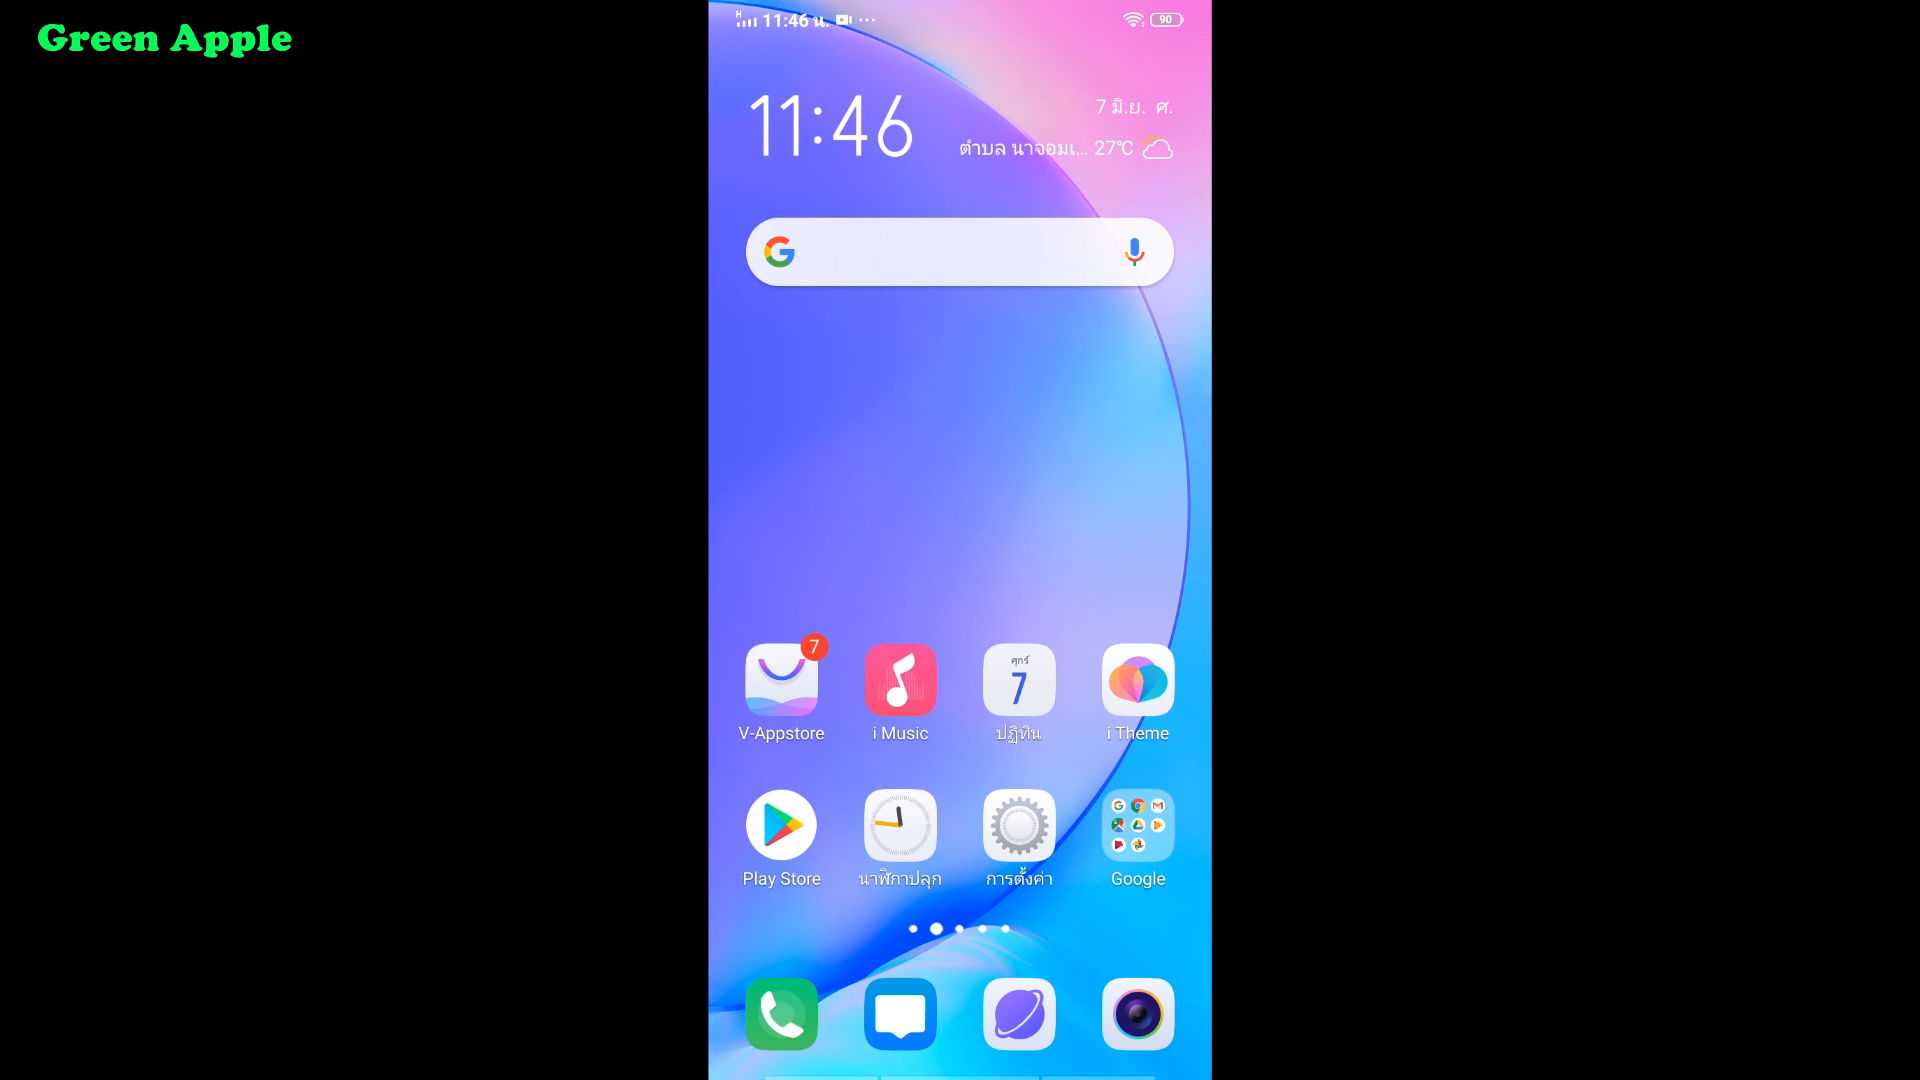 Green Apple
H 11:46 น. ... 90
11:46
7 มิ.ย. ศ.
ตำบล นาจอมเ... 27°C
7
ศุกร์
7
V-Appstore i Music ปฏิทิน i Theme
Play Store นาฬิกาปลุก การตั้งค่า Google